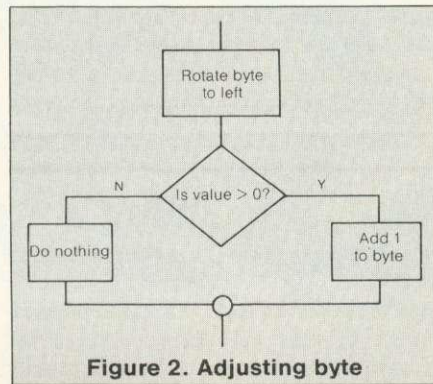 Rotate byte
to left
N
Is value > 0?
Y
Do nothing
Add 1
to byte
Figure 2. Adjusting byte